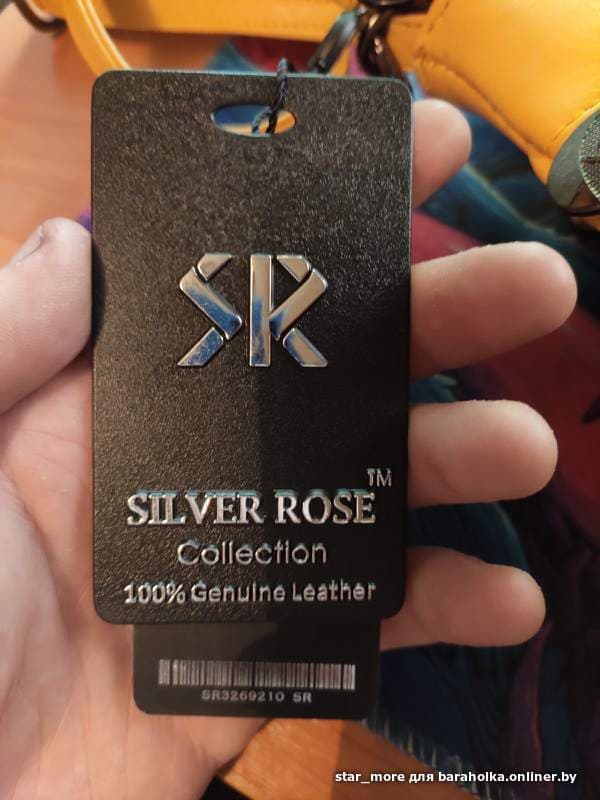 SR
SILVER ROSE™
Collection
100% Genuine Leather
SR3269210 SR
star_more для baraholka.onliner.by